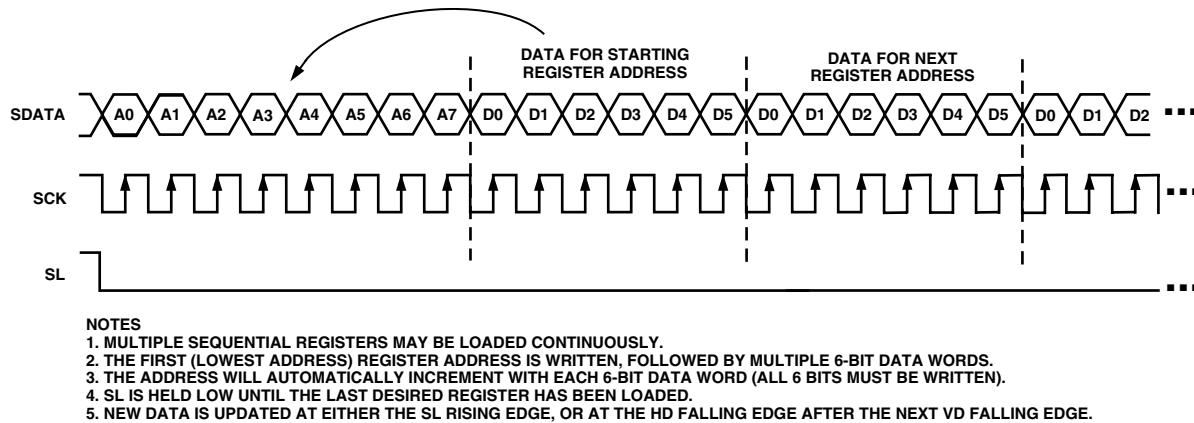 DATA FOR STARTING
REGISTER ADDRESS
DATA FOR NEXT
REGISTER ADDRESS
SDATA A0 A1 A2 A3 A4 A5 A6 A7 D0 D1 D2 D3 D4 D5 D0 D1 D2 D3 D4 D5 D0 D1 D2
SCK
SL
NOTES
1. MULTIPLE SEQUENTIAL REGISTERS MAY BE LOADED CONTINUOUSLY.
2. THE FIRST (LOWEST ADDRESS) REGISTER ADDRESS IS WRITTEN, FOLLOWED BY MULTIPLE 6-BIT DATA WORDS.
3. THE ADDRESS WILL AUTOMATICALLY INCREMENT WITH EACH 6-BIT DATA WORD (ALL 6 BITS MUST BE WRITTEN).
4. SL IS HELD LOW UNTIL THE LAST DESIRED REGISTER HAS BEEN LOADED.
5. NEW DATA IS UPDATED AT EITHER THE SL RISING EDGE, OR AT THE HD FALLING EDGE AFTER THE NEXT VD FALLING EDGE.